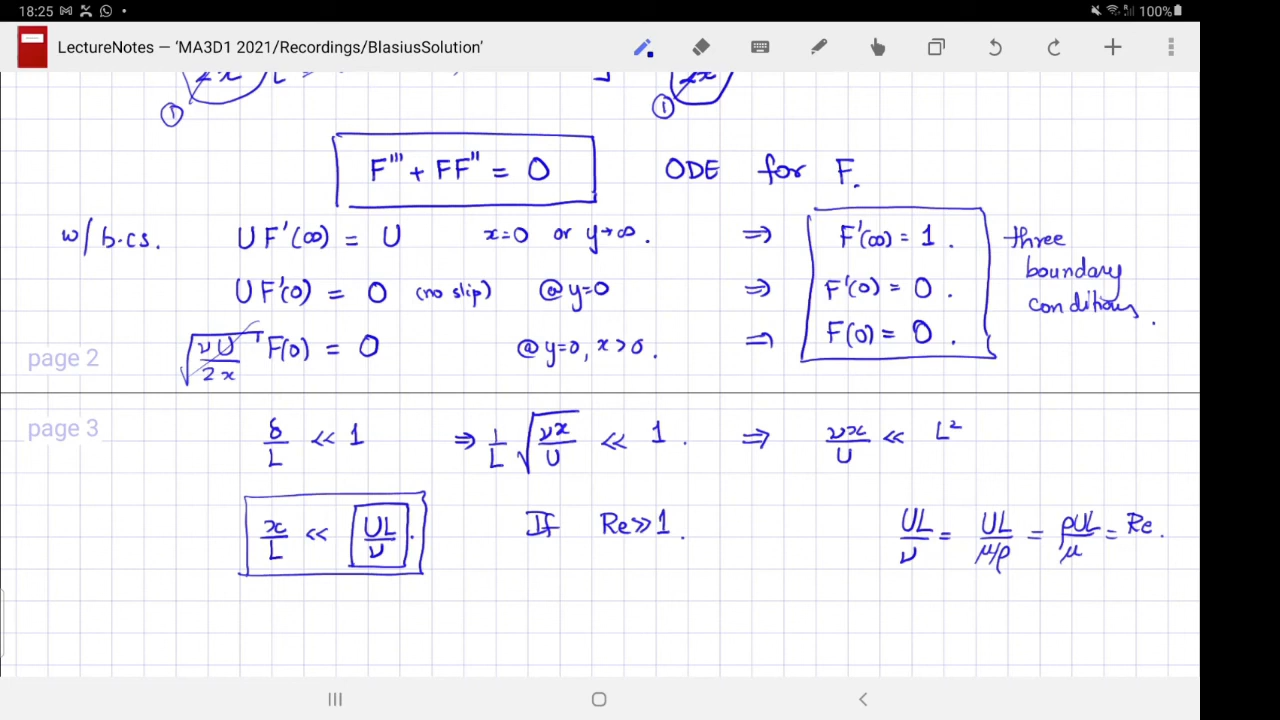 18:25 100%
LectureNotes — ‘MA3D1 2021/Recordings/BlasiusSolution’
① ①
F''' + FF'' = 0 ODE for F.
w/ b.cs. U F'(∞) = U x=0 or y→∞. ⇒ F'(∞) = 1. three
boundary
U F'(0) = 0 (no slip) @ y=0 ⇒ F'(0) = 0.
conditions.
√(νU/2x) F(0) = 0 @ y=0, x>0. ⇒ F(0) = 0.
page 2
page 3
δ/L ≪ 1 ⇒ 1/L √(νx/U) ≪ 1. ⇒ νx/U ≪ L²
x/L ≪ UL/ν. If Re ≫ 1. UL/ν = UL/μ/ρ = ρUL/μ = Re.